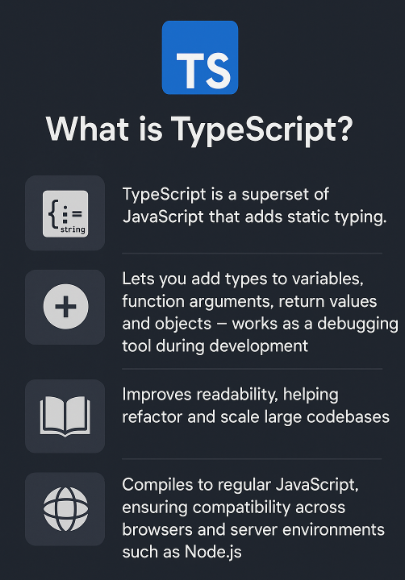 TS
What is TypeScript?
{:=
string
TypeScript is a superset of
JavaScript that adds static typing.
Lets you add types to variables,
function arguments, return values
and objects – works as a debugging
tool during development
Improves readability, helping
refactor and scale large codebases
Compiles to regular JavaScript,
ensuring compatibility across
browsers and server environments
such as Node.js